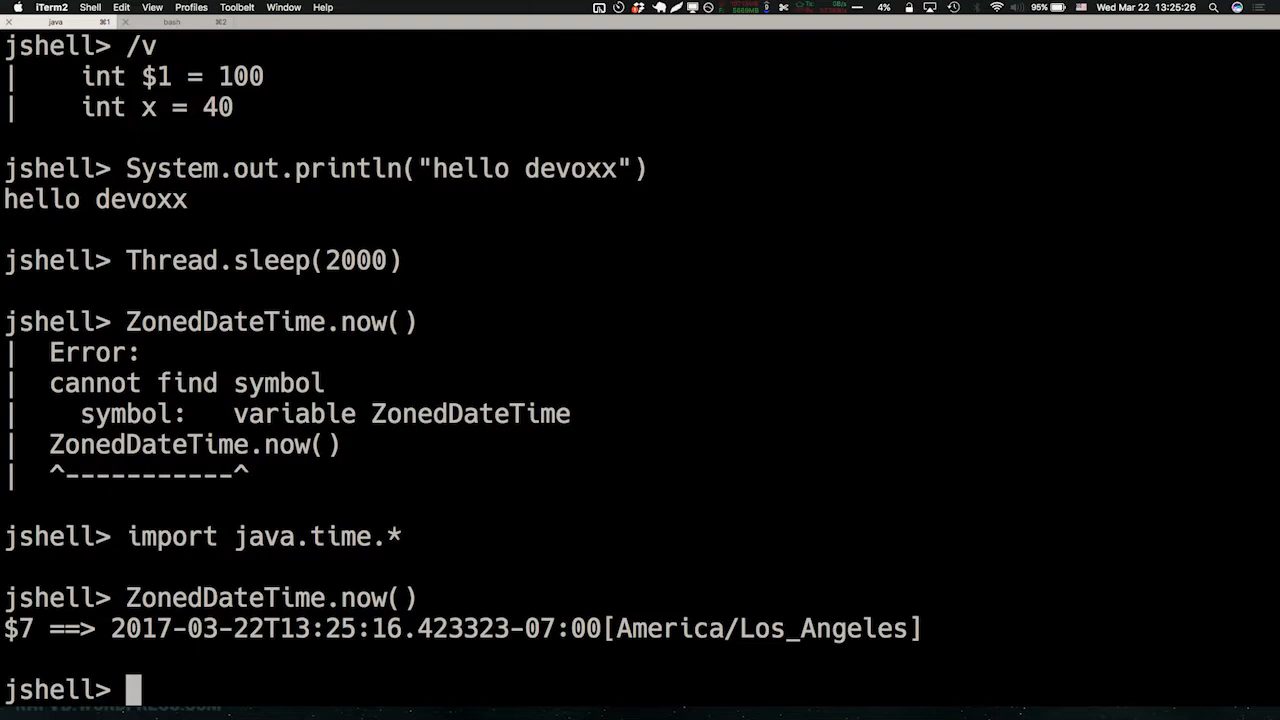 iTerm2 Shell Edit View Profiles Toolbelt Window Help 4% 95% Wed Mar 22 13:25:26
java ⌘1 bash ⌘2
jshell> /v
|     int $1 = 100
|     int x = 40
jshell> System.out.println("hello devoxx")
hello devoxx
jshell> Thread.sleep(2000)
jshell> ZonedDateTime.now()
|  Error:
|  cannot find symbol
|    symbol:   variable ZonedDateTime
|  ZonedDateTime.now()
|  ^-----------^
jshell> import java.time.*
jshell> ZonedDateTime.now()
$7 ==> 2017-03-22T13:25:16.423323-07:00[America/Los_Angeles]
jshell>